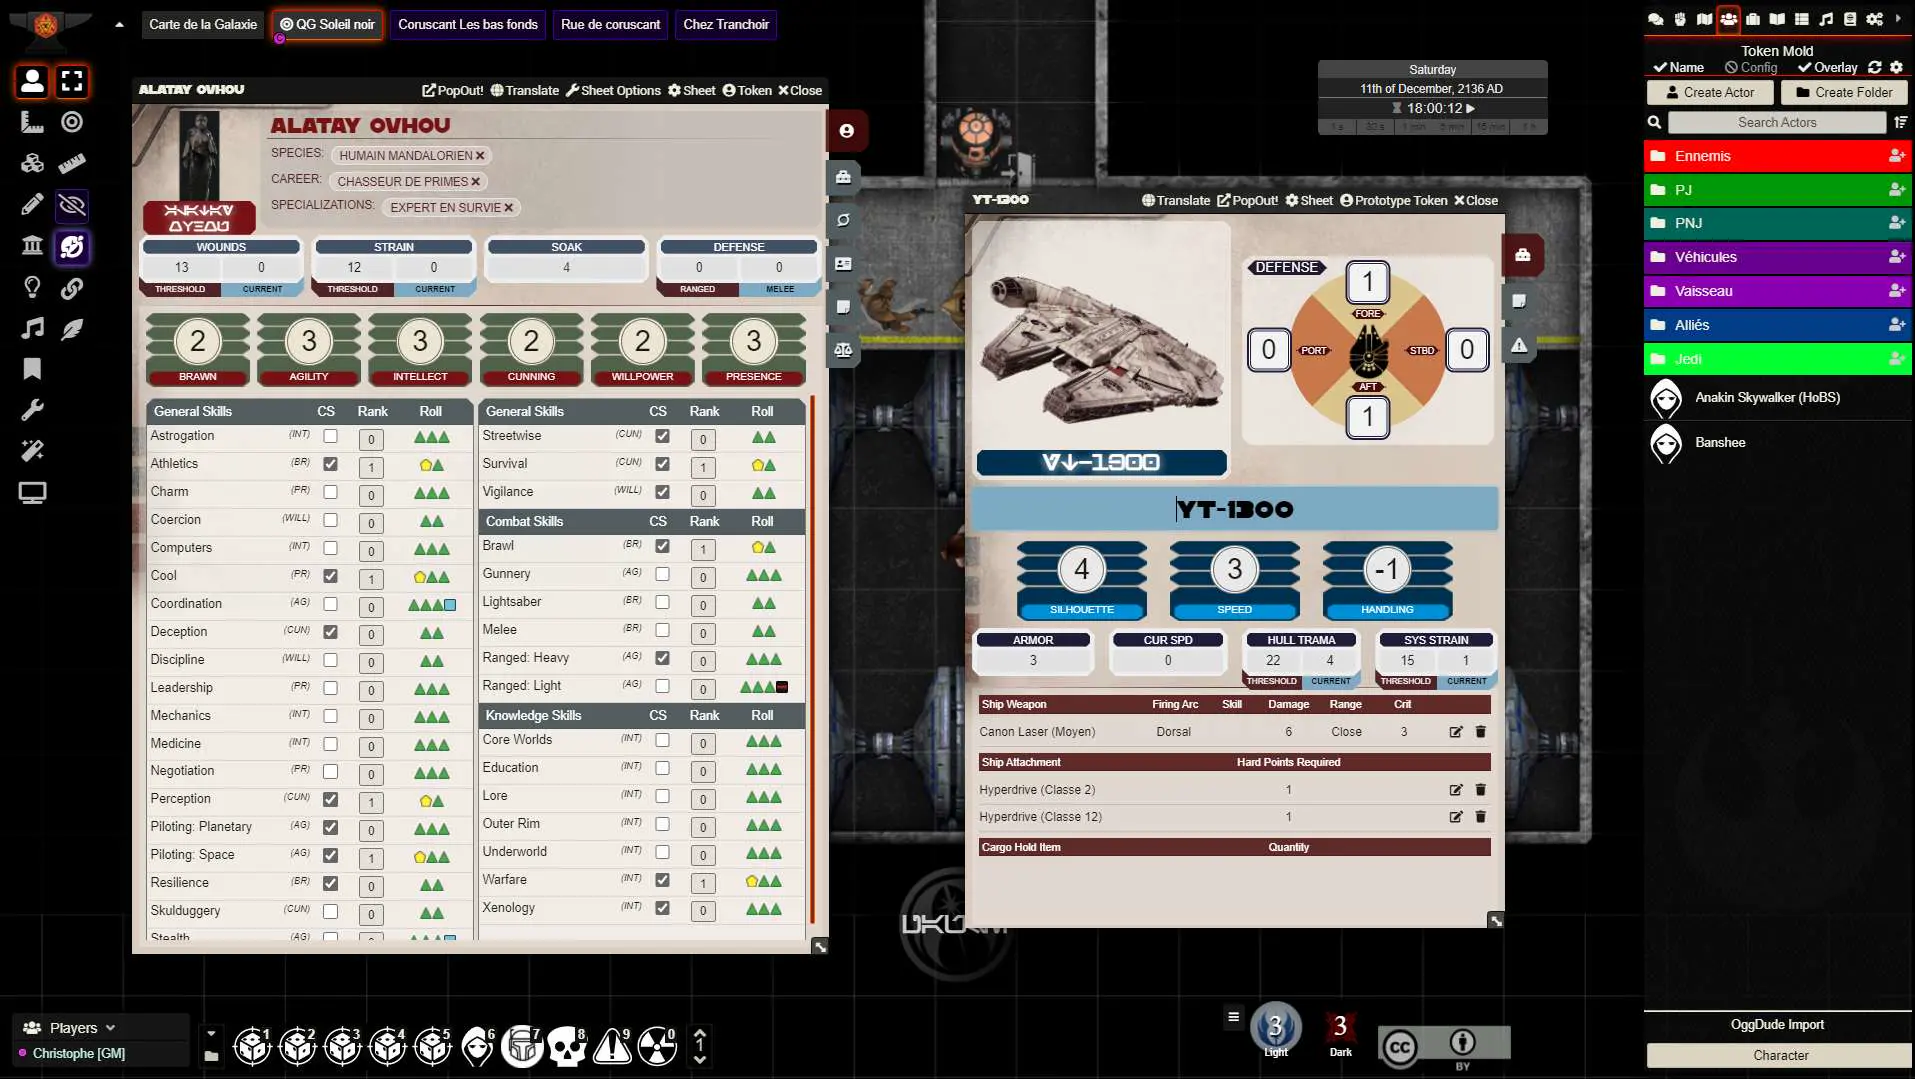 Carte de la Galaxie
QG Soleil noir
Coruscant Les bas fonds
Rue de coruscant
Chez Tranchoir
ALATAY OVHOU
PopOut! Translate Sheet Options Sheet Token Close
ALATAY OVHOU
SPECIES: HUMAIN MANDALORIEN
CAREER: CHASSEUR DE PRIMES
SPECIALIZATIONS: EXPERT EN SURVIE
WOUNDS STRAIN SOAK DEFENSE
13 0 12 0 4 0 0
THRESHOLD CURRENT THRESHOLD CURRENT RANGED MELEE
2 3 3 2 2 3
BRAWN AGILITY INTELLECT CUNNING WILLPOWER PRESENCE
General Skills CS Rank Roll
Astrogation (INT) 0
Athletics (BR) 1
Charm (PR) 0
Coercion (WILL) 0
Computers (INT) 0
Cool (PR) 1
Coordination (AG) 0
Deception (CUN) 0
Discipline (WILL) 0
Leadership (PR) 0
Mechanics (INT) 0
Medicine (INT) 0
Negotiation (PR) 0
Perception (CUN) 1
Piloting: Planetary (AG) 0
Piloting: Space (AG) 1
Resilience (BR) 0
Skulduggery (CUN) 0
Stealth (AG)
General Skills CS Rank Roll
Streetwise (CUN) 0
Survival (CUN) 1
Vigilance (WILL) 0
Combat Skills CS Rank Roll
Brawl (BR) 1
Gunnery (AG) 0
Lightsaber (BR) 0
Melee (BR) 0
Ranged: Heavy (AG) 0
Ranged: Light (AG) 0
Knowledge Skills CS Rank Roll
Core Worlds (INT) 0
Education (INT) 0
Lore (INT) 0
Outer Rim (INT) 0
Underworld (INT) 0
Warfare (INT) 1
Xenology (INT) 0
Saturday
11th of December, 2136 AD
18:00:12
YT-1300
Translate PopOut! Sheet Prototype Token Close
DEFENSE
1
FORE
0 PORT STBD 0
AFT
1
YT-1300
4 3 -1
SILHOUETTE SPEED HANDLING
ARMOR CUR SPD HULL TRAMA SYS STRAIN
3 0 22 4 15 1
THRESHOLD CURRENT THRESHOLD CURRENT
Ship Weapon Firing Arc Skill Damage Range Crit
Canon Laser (Moyen) Dorsal 6 Close 3
Ship Attachment Hard Points Required
Hyperdrive (Classe 2) 1
Hyperdrive (Classe 12) 1
Cargo Hold Item Quantity
Token Mold
Name Config Overlay
Create Actor Create Folder
Search Actors
Ennemis
PJ
PNJ
Véhicules
Vaisseau
Alliés
Jedi
Anakin Skywalker (HoBS)
Banshee
OggDude Import
Character
Players
Christophe [GM]
1 2 3 4 5 6 7 8 9 0
1
3 Light
3 Dark
CC
BY